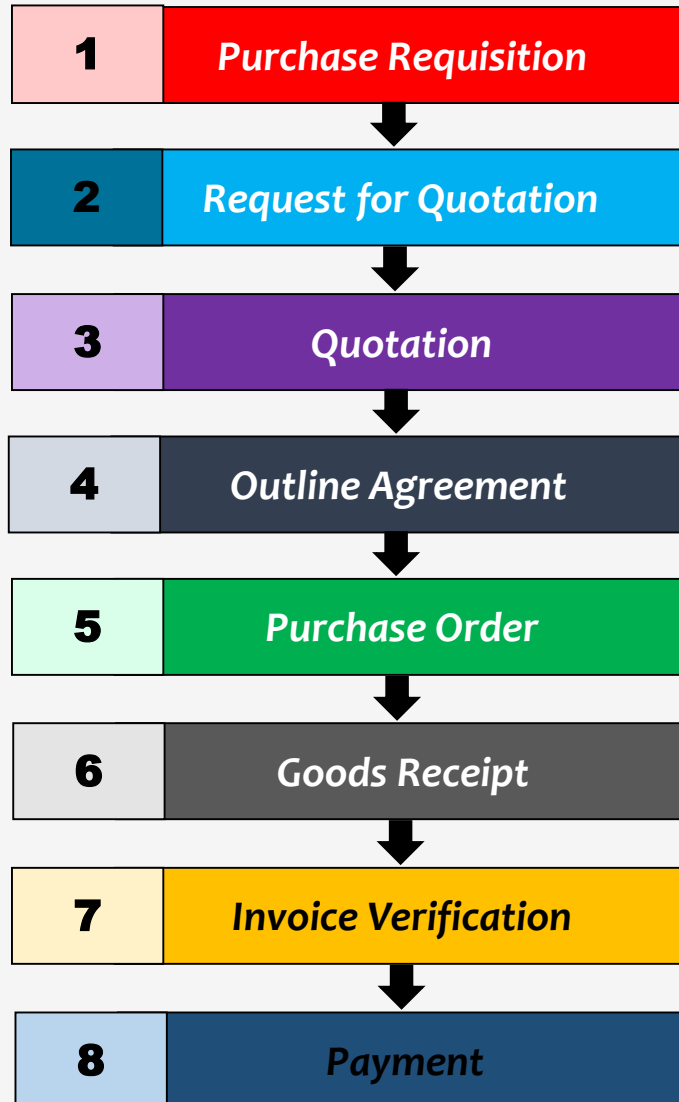 1 Purchase Requisition
2 Request for Quotation
3 Quotation
4 Outline Agreement
5 Purchase Order
6 Goods Receipt
7 Invoice Verification
8 Payment